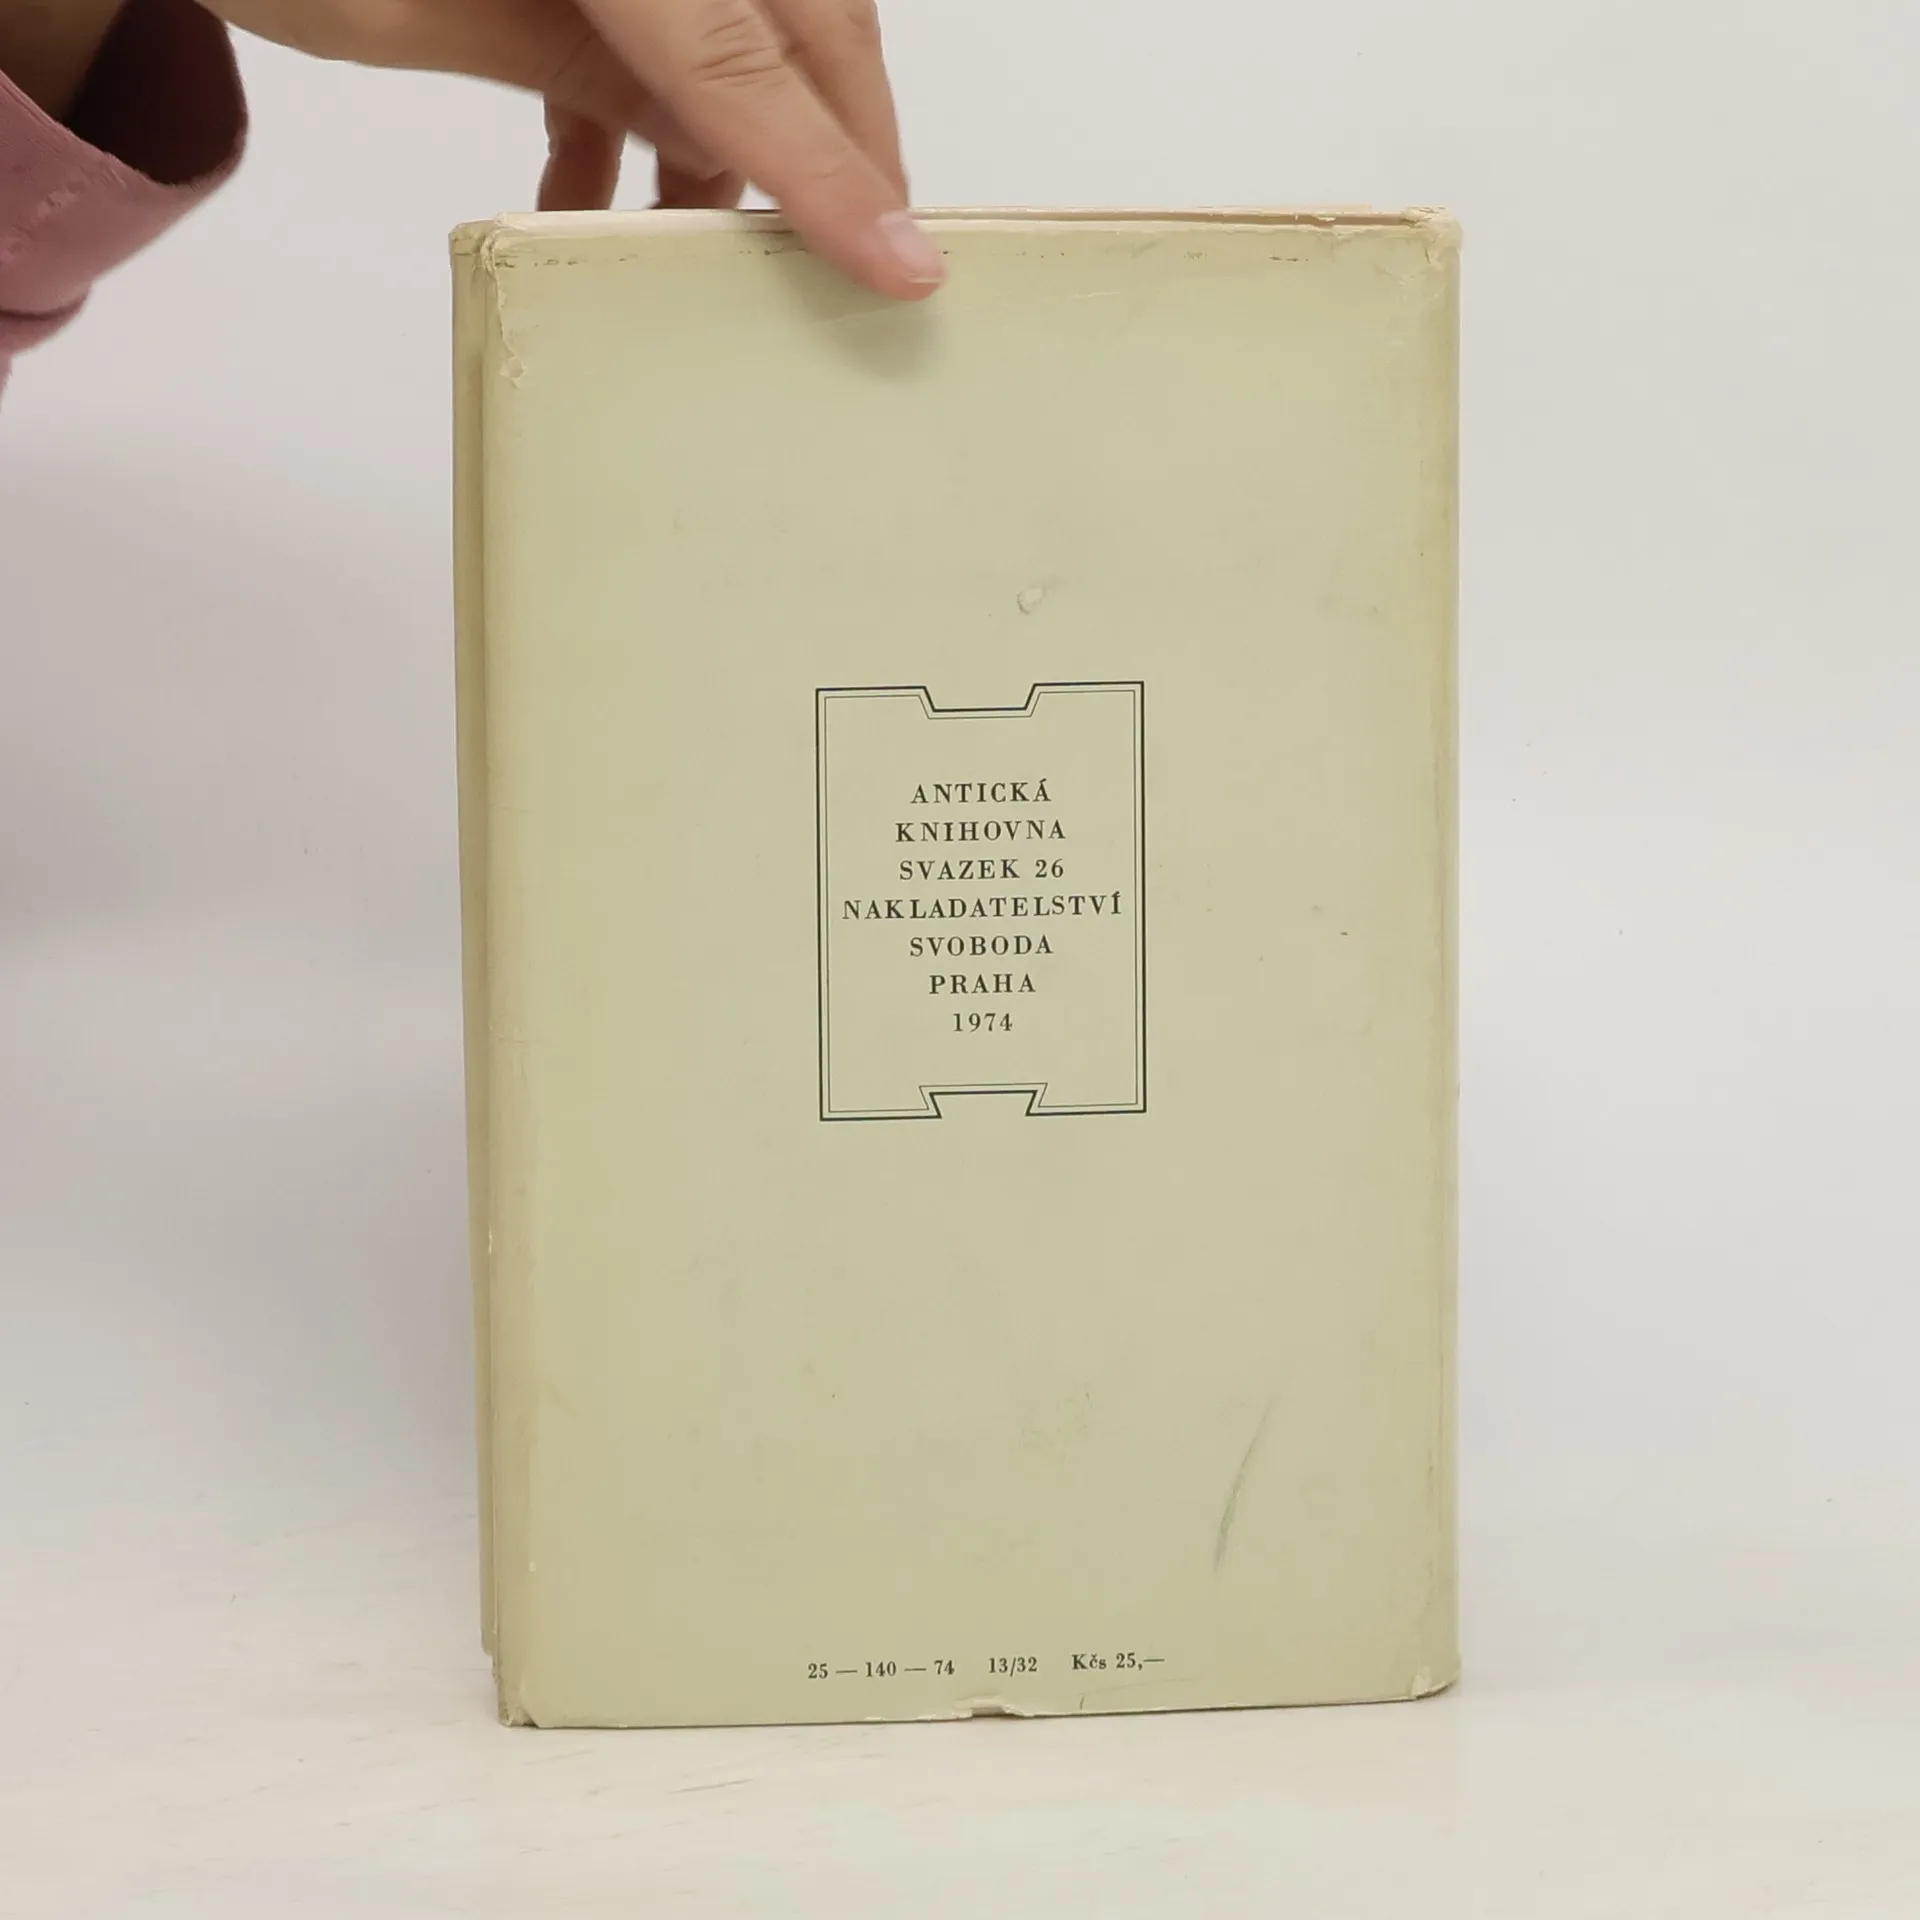 ANTICKÁ
KNIHOVNA
SVAZEK 26
NAKLADATELSTVÍ
SVOBODA
PRAHA
1974
25 — 140 — 74 13/32 Kčs 25,—